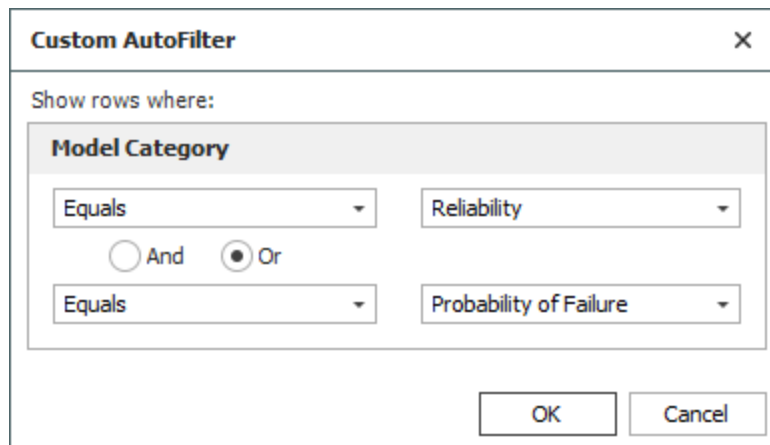 Custom AutoFilter
Show rows where:
Model Category
Equals Reliability
And Or
Equals Probability of Failure
OK Cancel